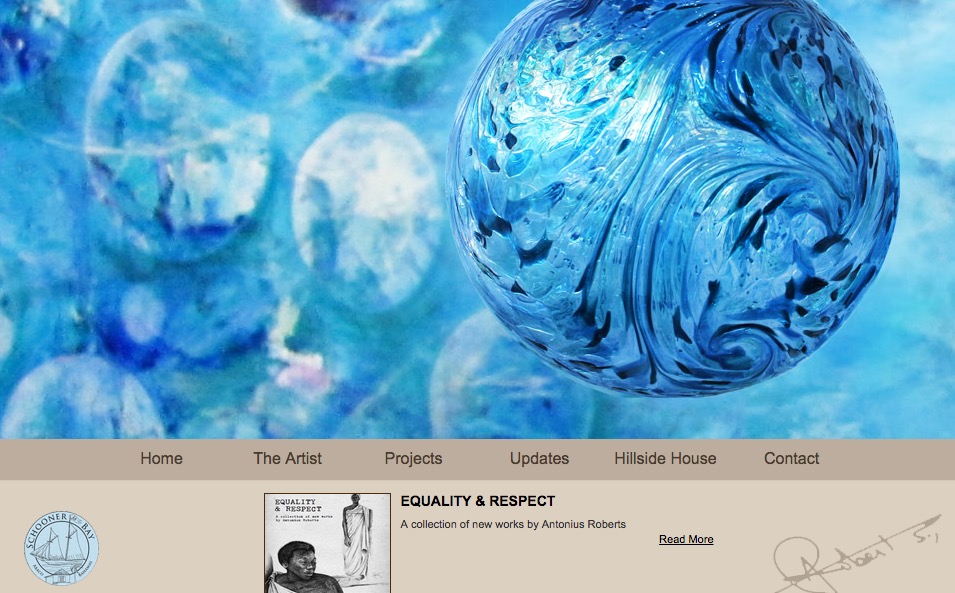 Home The Artist Projects Updates Hillside House Contact
SCHOONER BAY
EQUALITY
& RESPECT
A collection of new works
by Antonius Roberts
EQUALITY & RESPECT
A collection of new works by Antonius Roberts
Read More